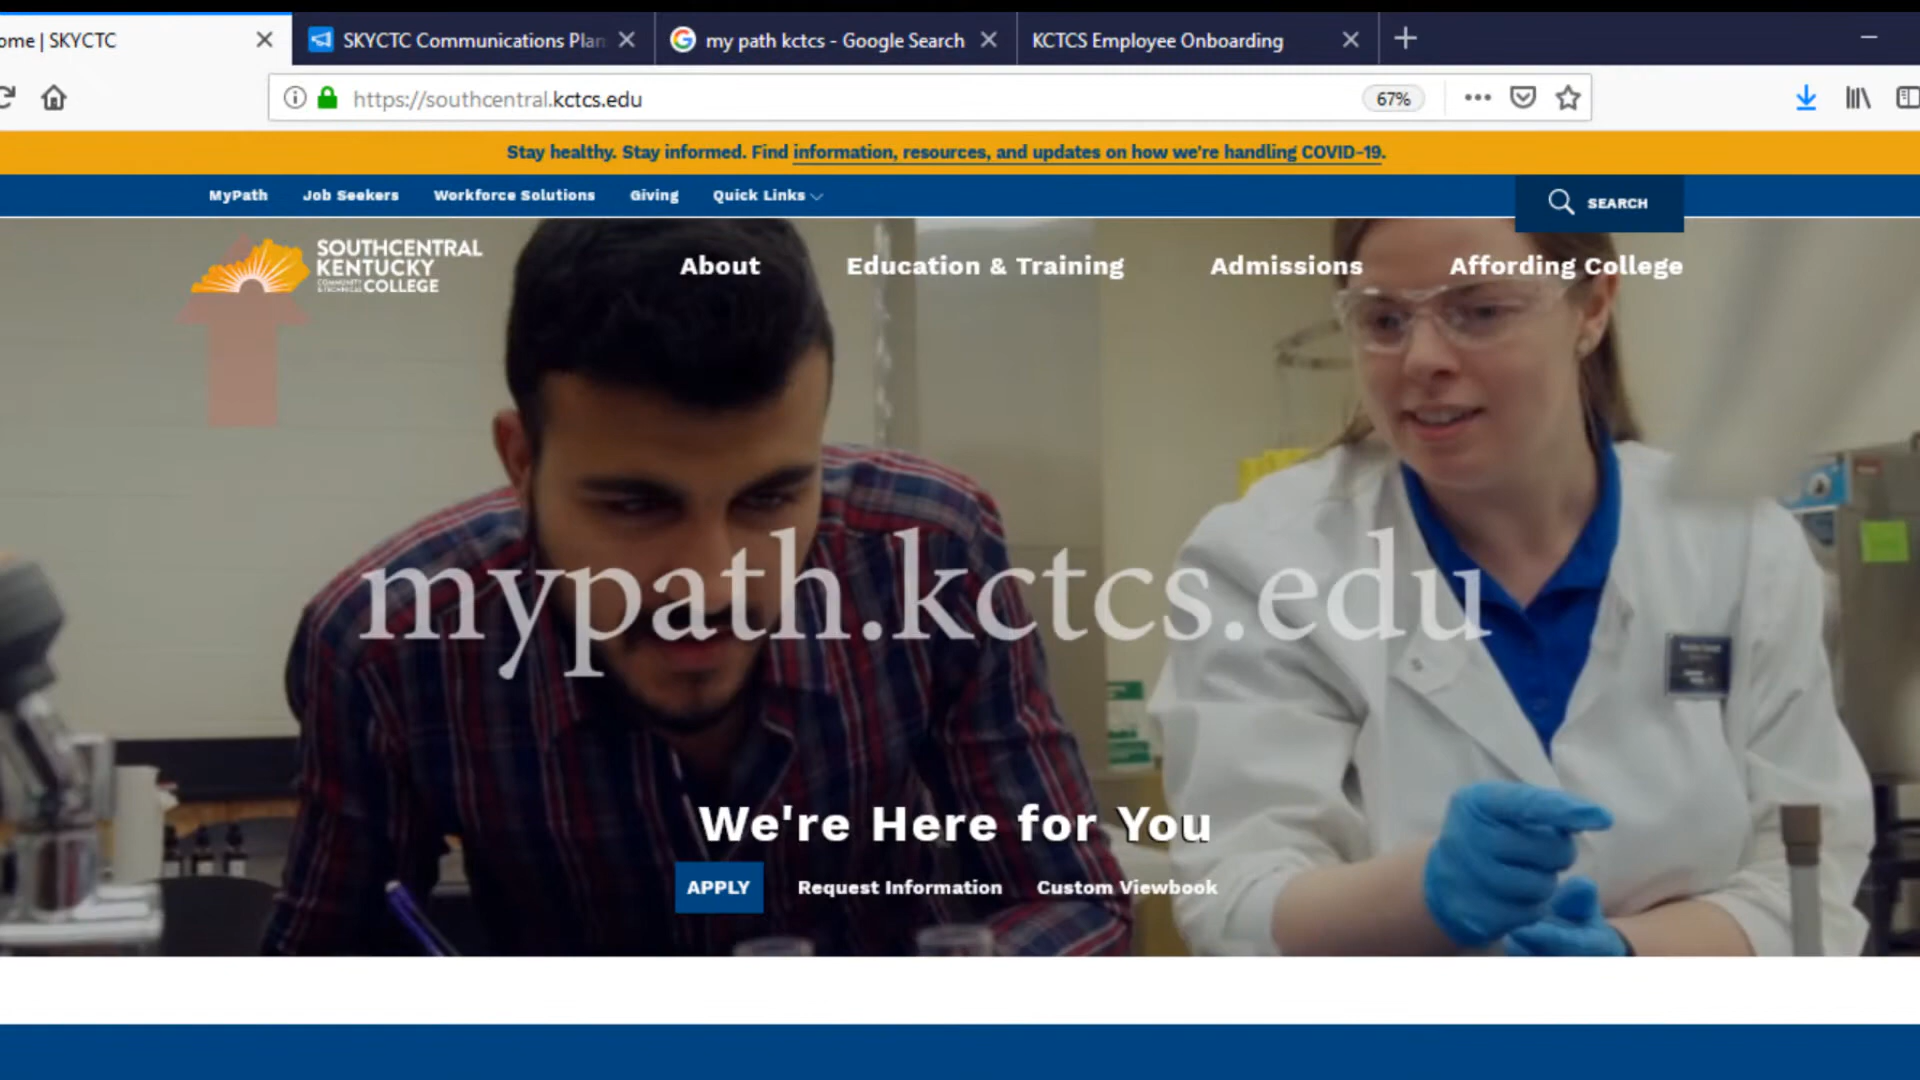 ome | SKYCTC
SKYCTC Communications Plan
my path kctcs - Google Search
KCTCS Employee Onboarding
https://southcentral.kctcs.edu
67%
Stay healthy. Stay informed. Find information, resources, and updates on how we're handling COVID-19.
MyPath Job Seekers Workforce Solutions Giving Quick Links
SEARCH
SOUTHCENTRAL
KENTUCKY
COMMUNITY & TECHNICAL COLLEGE
About Education & Training Admissions Affording College
mypath.kctcs.edu
We're Here for You
APPLY Request Information Custom Viewbook